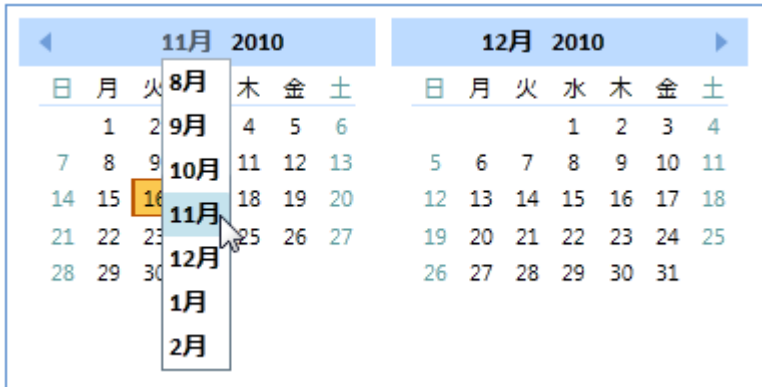 11月 2010
日 月 火 木 金 土
1 2 4 5 6
7 8 9 11 12 13
14 15 16 18 19 20
21 22 23 25 26 27
28 29 30
8月
9月
10月
11月
12月
1月
2月
12月 2010
日 月 火 水 木 金 土
1 2 3 4
5 6 7 8 9 10 11
12 13 14 15 16 17 18
19 20 21 22 23 24 25
26 27 28 29 30 31